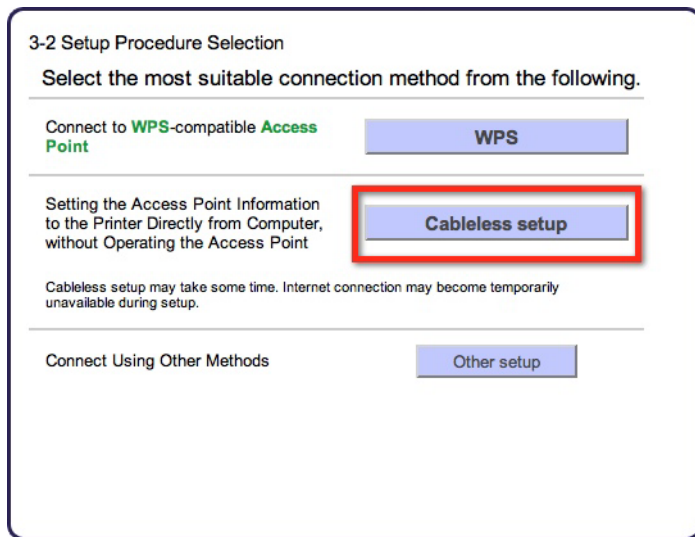 3-2 Setup Procedure Selection
Select the most suitable connection method from the following.
Connect to WPS-compatible Access
Point
WPS
Setting the Access Point Information
to the Printer Directly from Computer,
without Operating the Access Point
Cableless setup
Cableless setup may take some time. Internet connection may become temporarily
unavailable during setup.
Connect Using Other Methods
Other setup